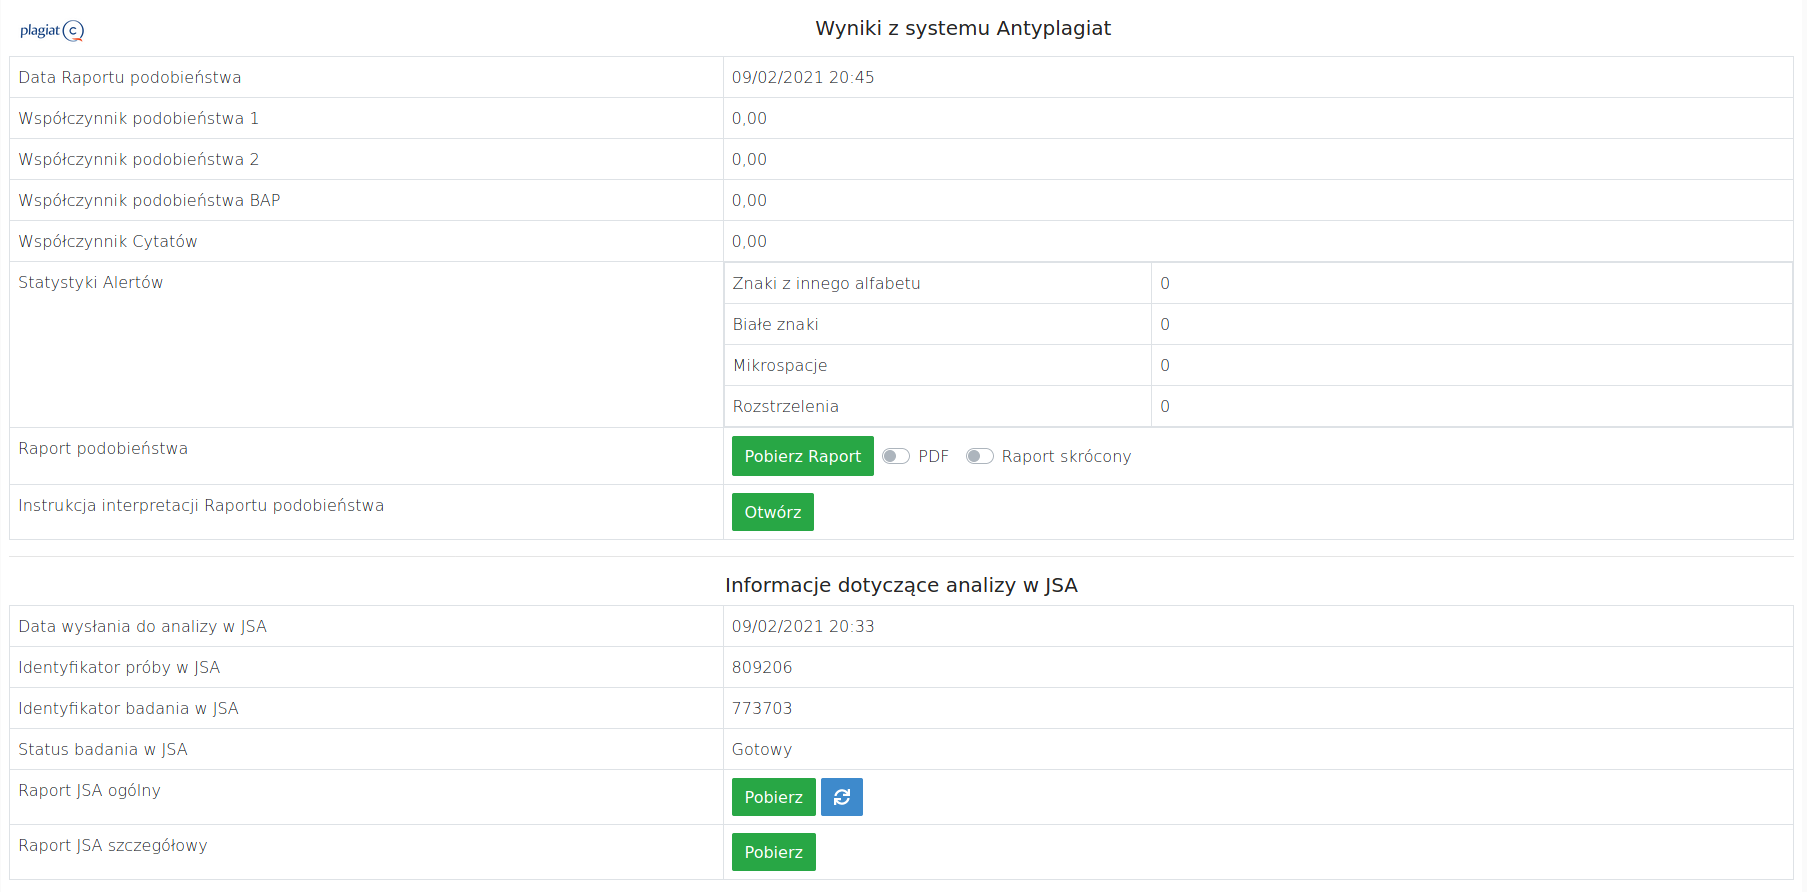 plagiat C
Wyniki z systemu Antyplagiat
Data Raportu podobieństwa 09/02/2021 20:45
Współczynnik podobieństwa 1 0,00
Współczynnik podobieństwa 2 0,00
Współczynnik podobieństwa BAP 0,00
Współczynnik Cytatów 0,00
Statystyki Alertów Znaki z innego alfabetu 0
Białe znaki 0
Mikrospacje 0
Rozstrzelenia 0
Raport podobieństwa Pobierz Raport PDF Raport skrócony
Instrukcja interpretacji Raportu podobieństwa Otwórz
Informacje dotyczące analizy w JSA
Data wysłania do analizy w JSA 09/02/2021 20:33
Identyfikator próby w JSA 809206
Identyfikator badania w JSA 773703
Status badania w JSA Gotowy
Raport JSA ogólny Pobierz
Raport JSA szczegółowy Pobierz